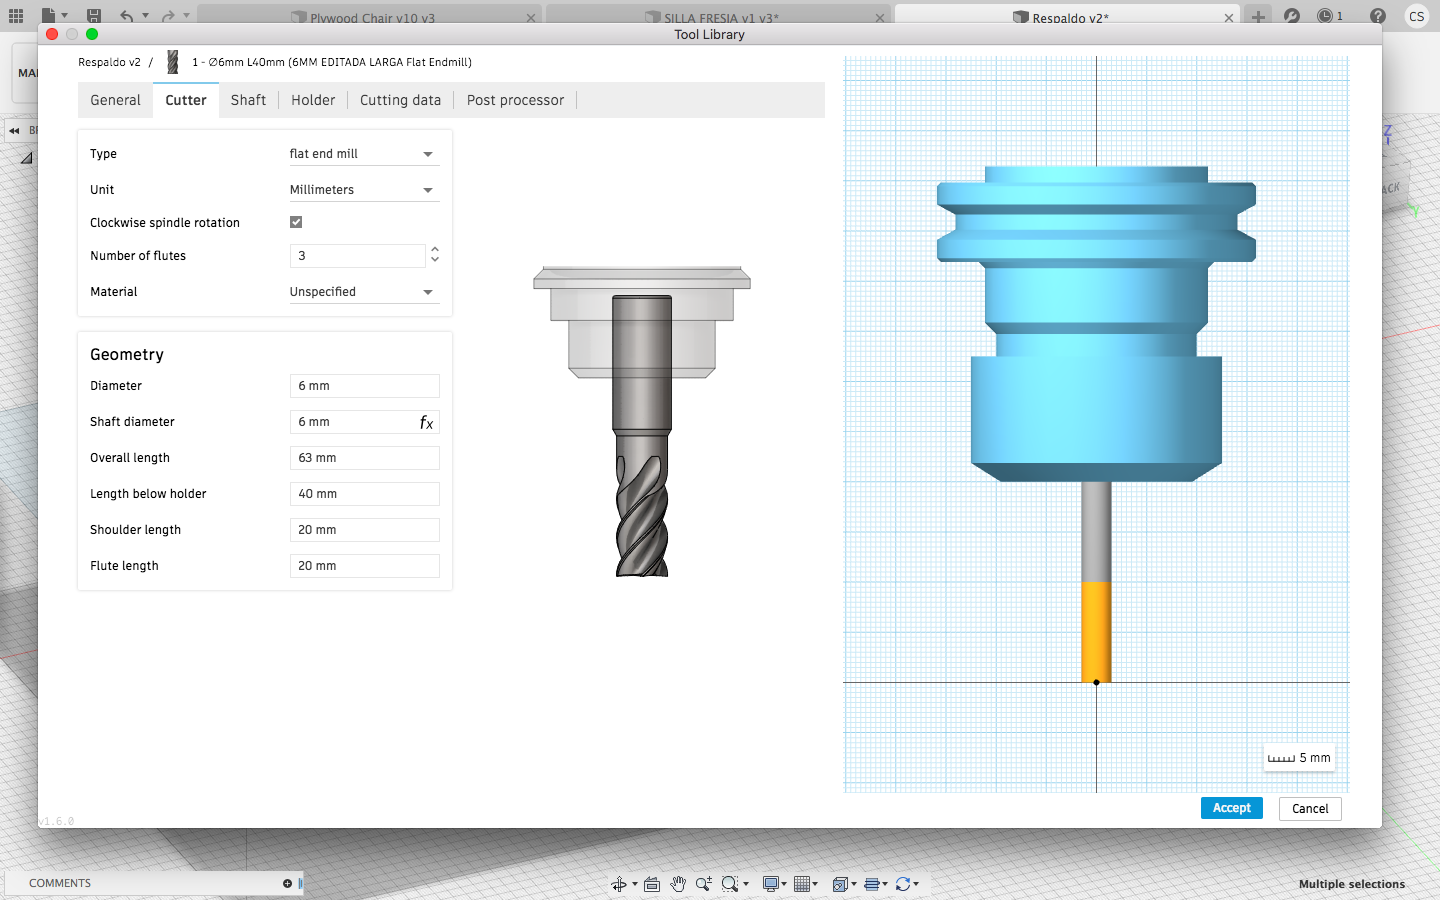 Plywood Chair v10 v3
SILLA FRESIA v1 v3*
Respaldo v2*
1
CS
Tool Library
Respaldo v2 / 1 - Ø6mm L40mm (6MM EDITADA LARGA Flat Endmill)
General
Cutter
Shaft
Holder
Cutting data
Post processor
Type
flat end mill
Unit
Millimeters
Clockwise spindle rotation
Number of flutes
3
Material
Unspecified
Geometry
Diameter
6 mm
Shaft diameter
6 mm
fx
Overall length
63 mm
Length below holder
40 mm
Shoulder length
20 mm
Flute length
20 mm
5 mm
Accept
Cancel
v1.6.0
Z
ACK
Y
COMMENTS
Multiple selections